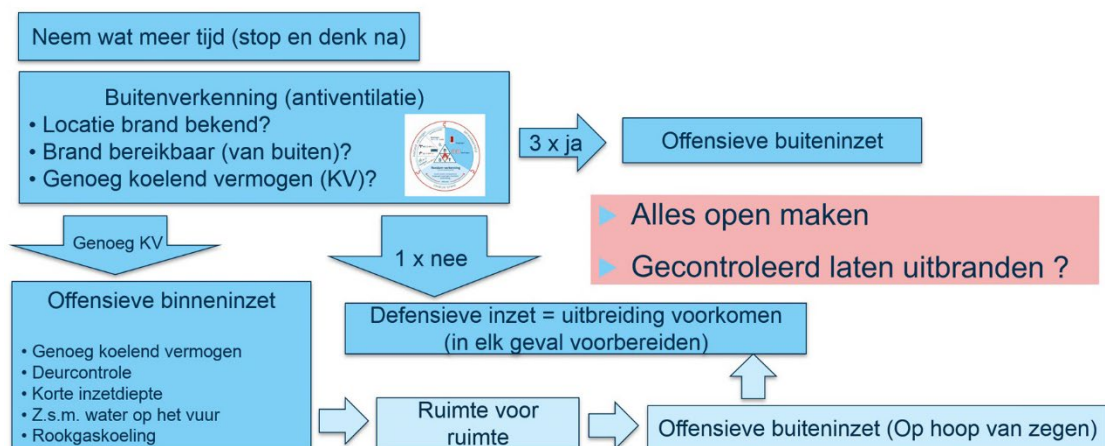 Neem wat meer tijd (stop en denk na)
Buitenverkenning (antiventilatie)
• Locatie brand bekend?
• Brand bereikbaar (van buiten)?
• Genoeg koelend vermogen (KV)?
3 x ja
Offensieve buiteninzet
Alles open maken
Gecontroleerd laten uitbranden ?
Genoeg KV
1 x nee
Offensieve binneninzet
• Genoeg koelend vermogen
• Deurcontrole
• Korte inzetdiepte
• Z.s.m. water op het vuur
• Rookgaskoeling
Defensieve inzet = uitbreiding voorkomen
(in elk geval voorbereiden)
Ruimte voor
ruimte
Offensieve buiteninzet (Op hoop van zegen)